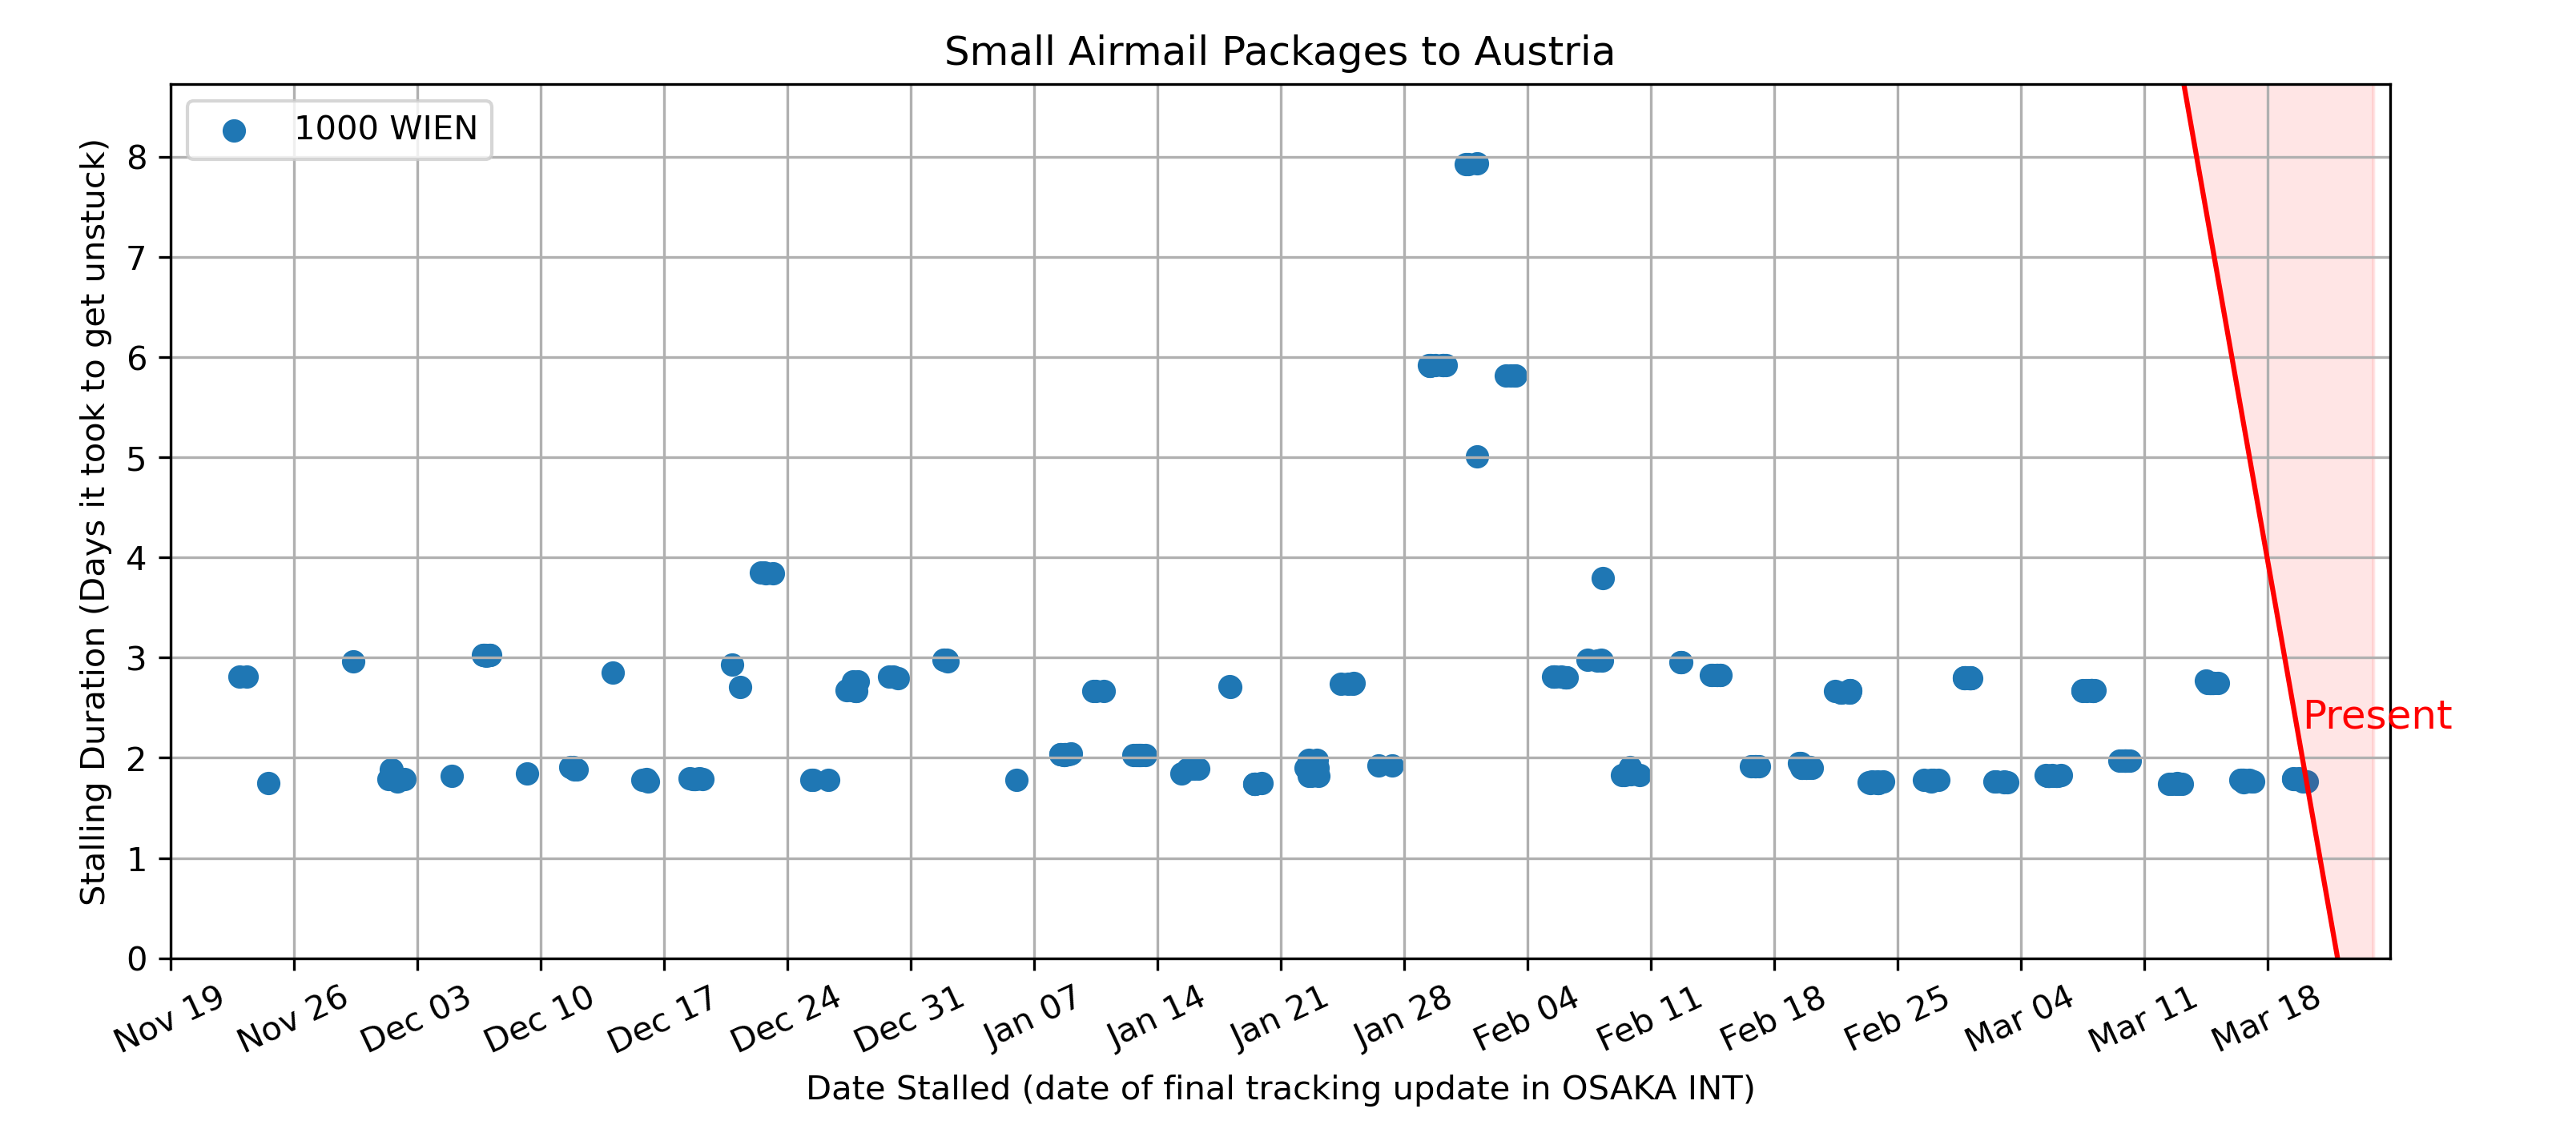 Small Airmail Packages to Austria
1000 WIEN
Stalling Duration (Days it took to get unstuck)
8
7
6
5
4
3
2
1
0
Present
Nov 19
Nov 26
Dec 03
Dec 10
Dec 17
Dec 24
Dec 31
Jan 07
Jan 14
Jan 21
Jan 28
Feb 04
Feb 11
Feb 18
Feb 25
Mar 04
Mar 11
Mar 18
Date Stalled (date of final tracking update in OSAKA INT)